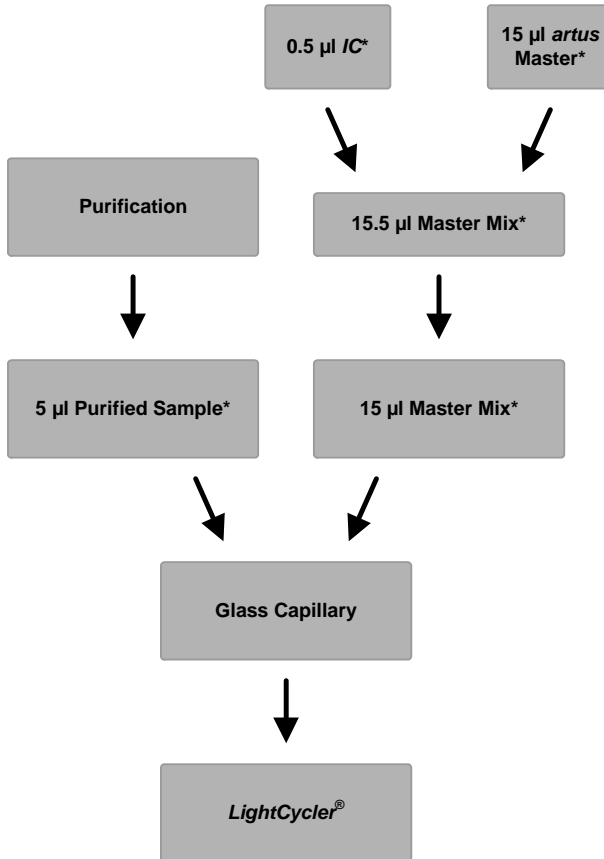 0.5 µl IC*
15 µl artus
Master*
Purification
15.5 µl Master Mix*
5 µl Purified Sample*
15 µl Master Mix*
Glass Capillary
LightCycler®